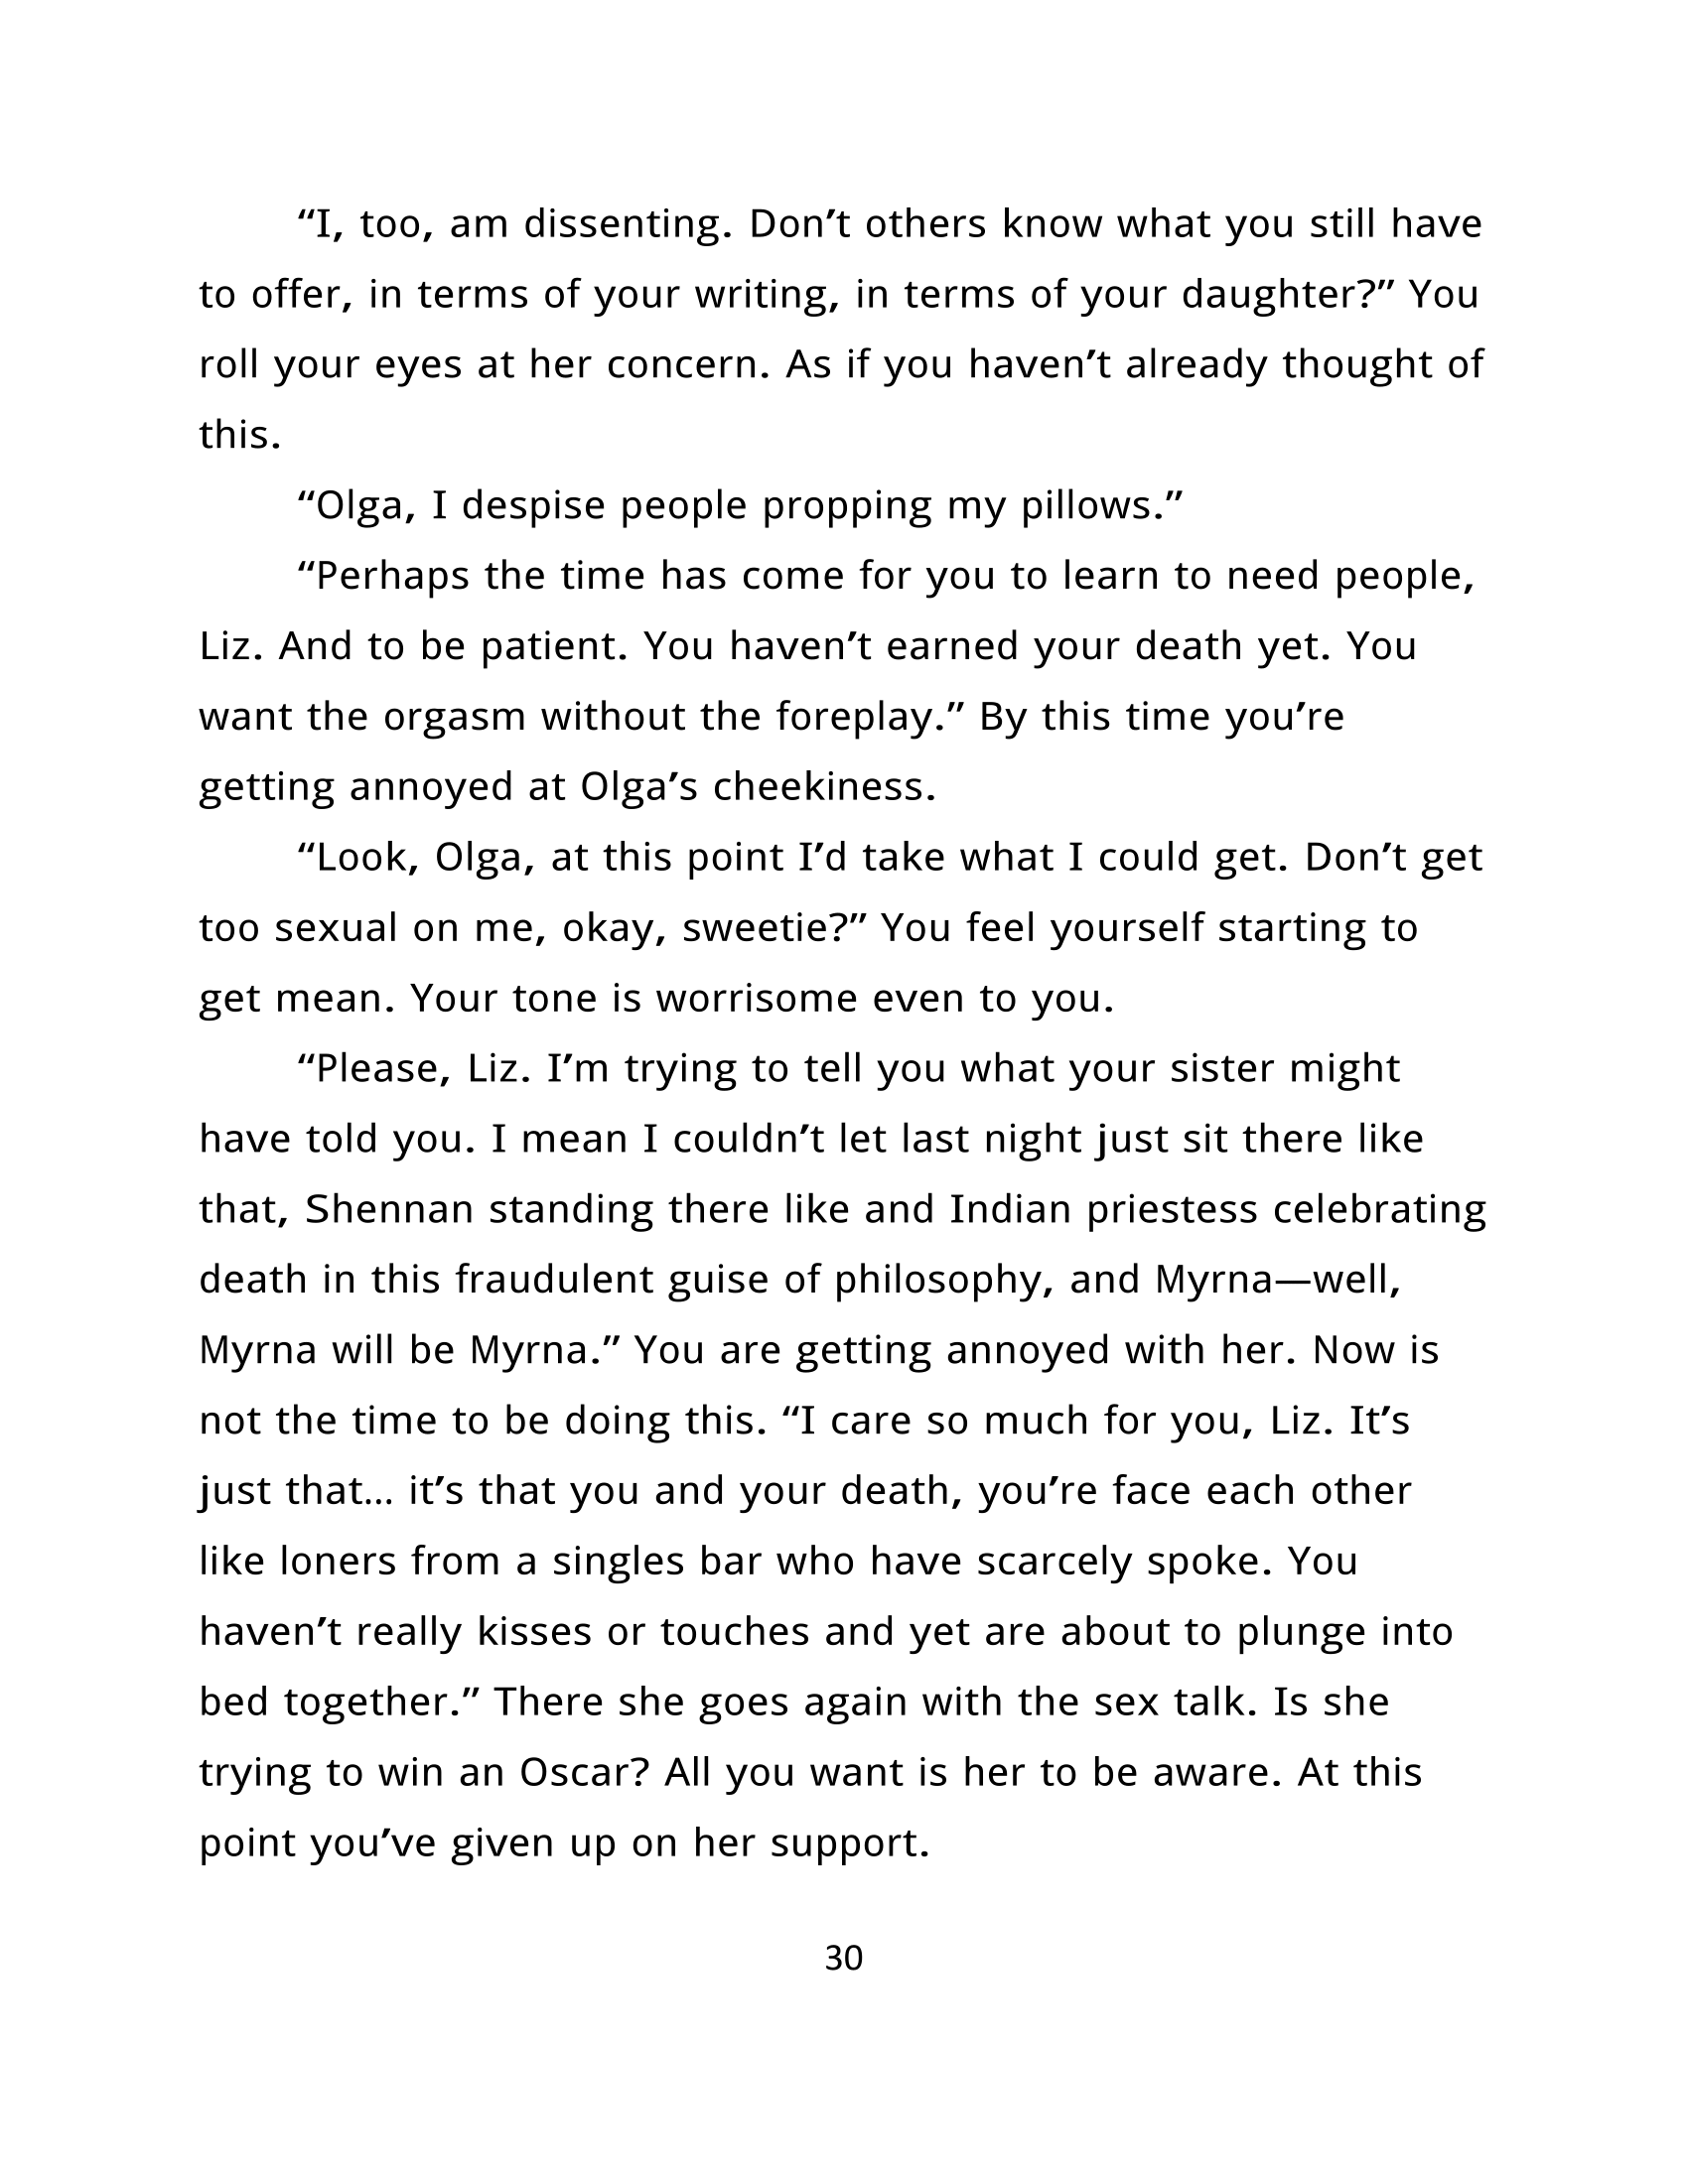 “I, too, am dissenting. Don’t others know what you still have
to offer, in terms of your writing, in terms of your daughter?” You
roll your eyes at her concern. As if you haven’t already thought of
this.
“Olga, I despise people propping my pillows.”
“Perhaps the time has come for you to learn to need people,
Liz. And to be patient. You haven’t earned your death yet. You
want the orgasm without the foreplay.” By this time you’re
getting annoyed at Olga’s cheekiness.
“Look, Olga, at this point I’d take what I could get. Don’t get
too sexual on me, okay, sweetie?” You feel yourself starting to
get mean. Your tone is worrisome even to you.
“Please, Liz. I’m trying to tell you what your sister might
have told you. I mean I couldn’t let last night just sit there like
that, Shennan standing there like and Indian priestess celebrating
death in this fraudulent guise of philosophy, and Myrna—well,
Myrna will be Myrna.” You are getting annoyed with her. Now is
not the time to be doing this. “I care so much for you, Liz. It’s
just that… it’s that you and your death, you’re face each other
like loners from a singles bar who have scarcely spoke. You
haven’t really kisses or touches and yet are about to plunge into
bed together.” There she goes again with the sex talk. Is she
trying to win an Oscar? All you want is her to be aware. At this
point you’ve given up on her support.
30